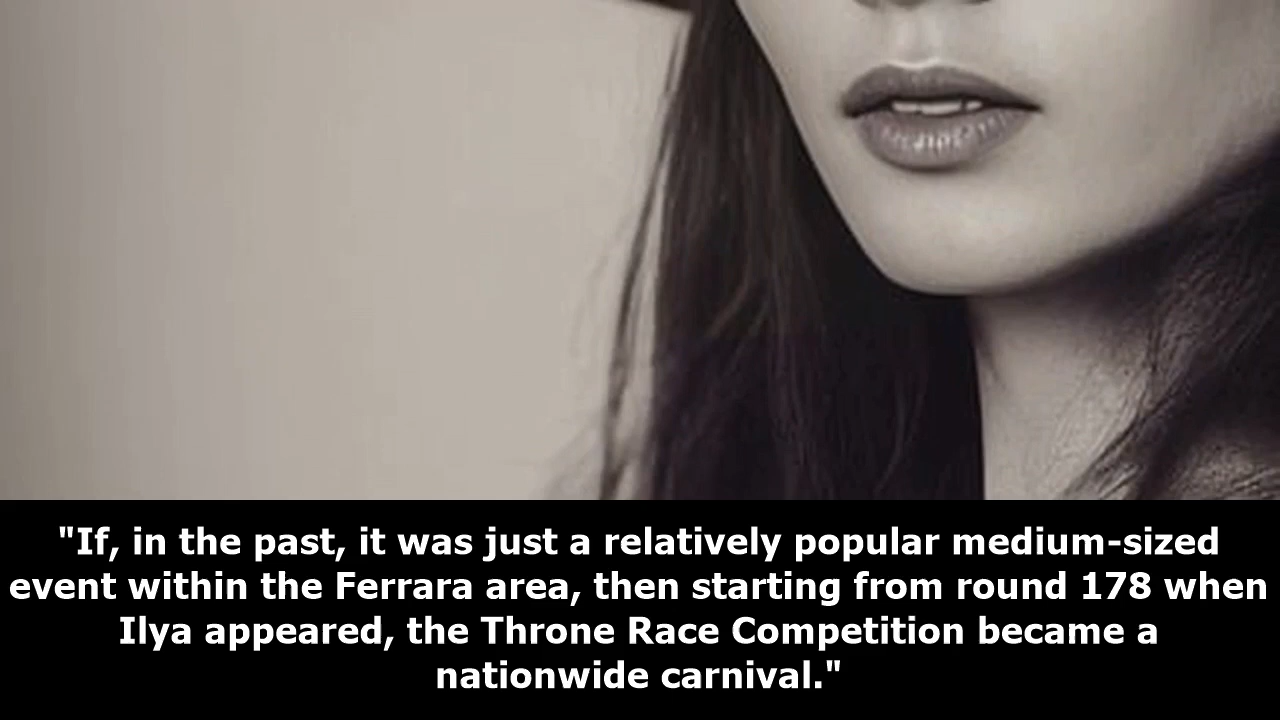 "If, in the past, it was just a relatively popular medium-sized
event within the Ferrara area, then starting from round 178 when
Ilya appeared, the Throne Race Competition became a
nationwide carnival."